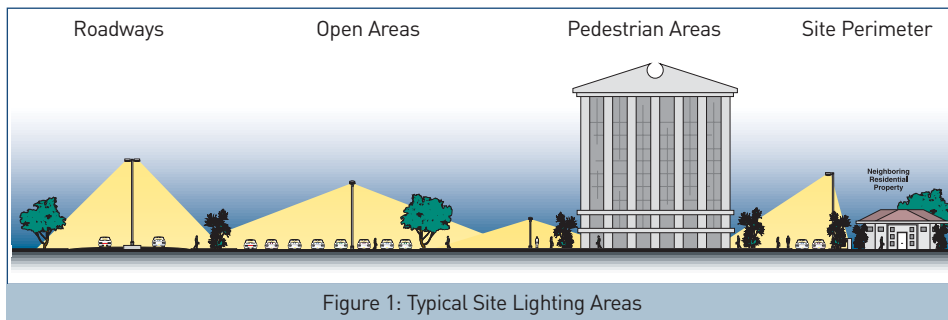 Roadways
Open Areas
Pedestrian Areas
Site Perimeter
Neighboring
Residential
Property
Figure 1: Typical Site Lighting Areas